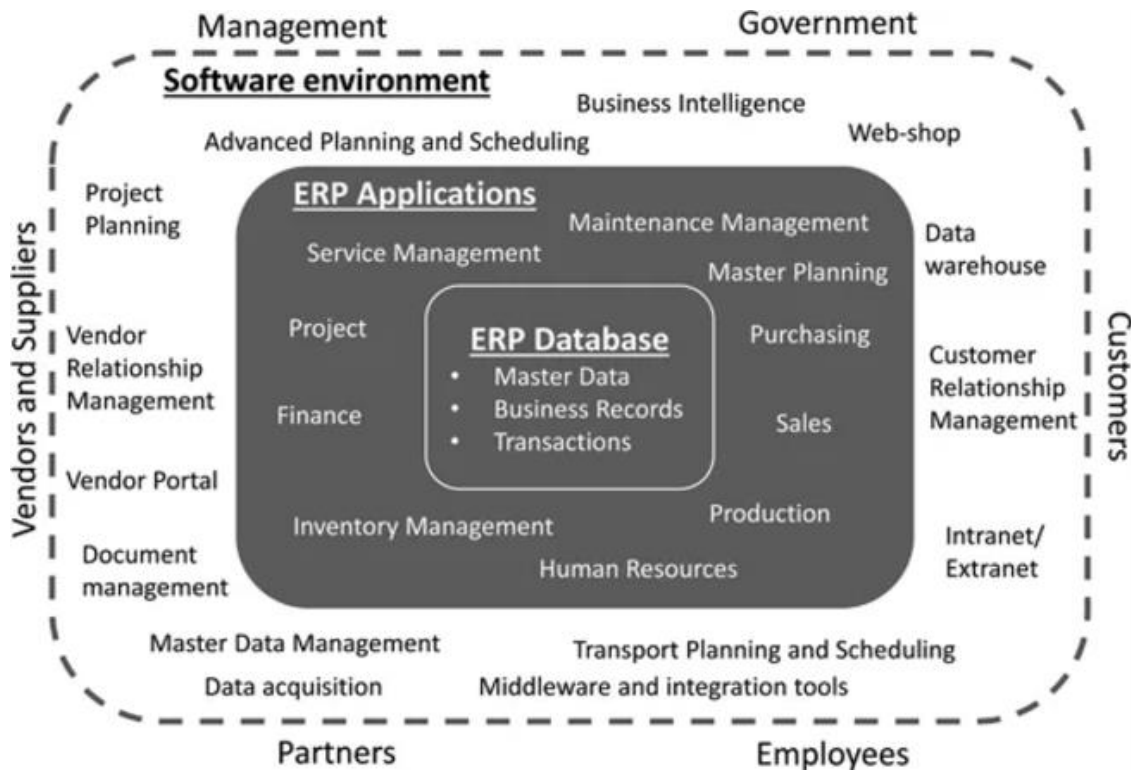 Management
Government
Software environment
Business Intelligence
Web-shop
Advanced Planning and Scheduling
Project
Planning
ERP Applications
Maintenance Management
Service Management
Data
warehouse
Master Planning
Vendors and Suppliers
Vendor
Relationship
Management
Project
ERP Database
• Master Data
• Business Records
• Transactions
Purchasing
Customer
Relationship
Management
Customers
Finance
Sales
Vendor Portal
Inventory Management
Production
Document
management
Human Resources
Intranet/
Extranet
Master Data Management
Transport Planning and Scheduling
Data acquisition
Middleware and integration tools
Partners
Employees